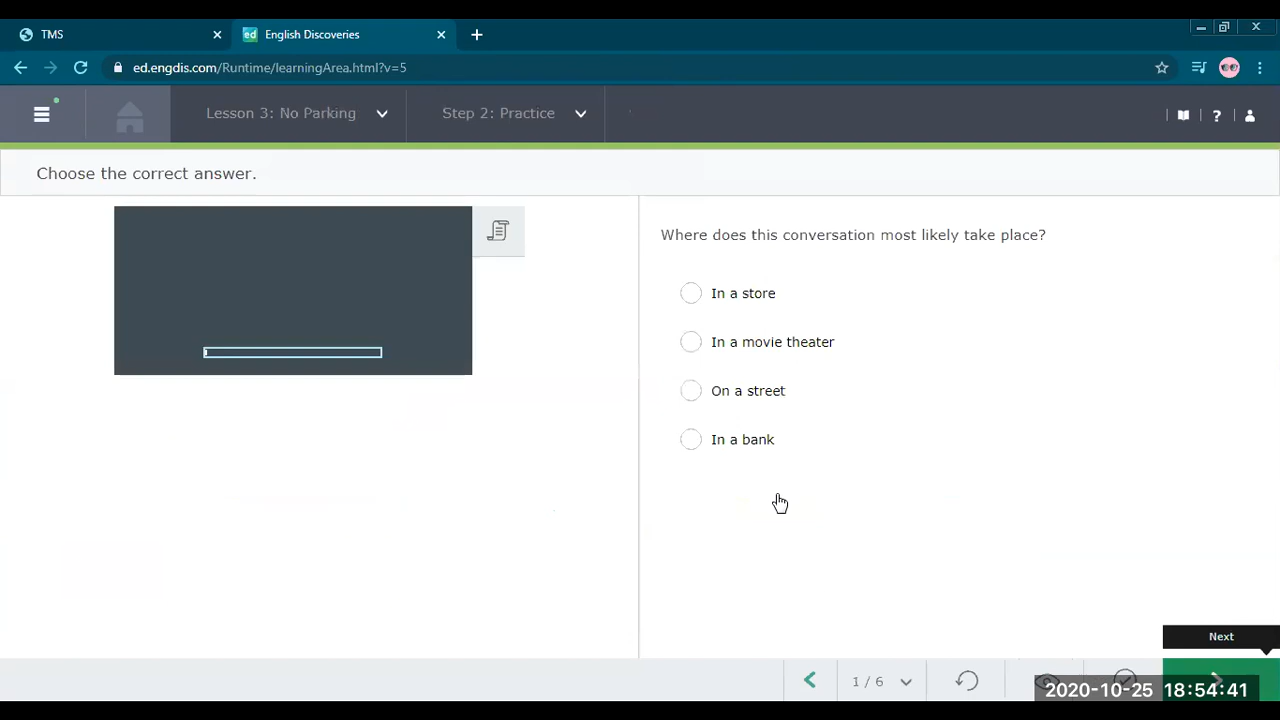 TMS
ed English Discoveries
ed.engdis.com/Runtime/learningArea.html?v=5
Lesson 3: No Parking
Step 2: Practice
?
Choose the correct answer.
Where does this conversation most likely take place?
In a store
In a movie theater
On a street
In a bank
Next
1 / 6
2020-10-25 18:54:41